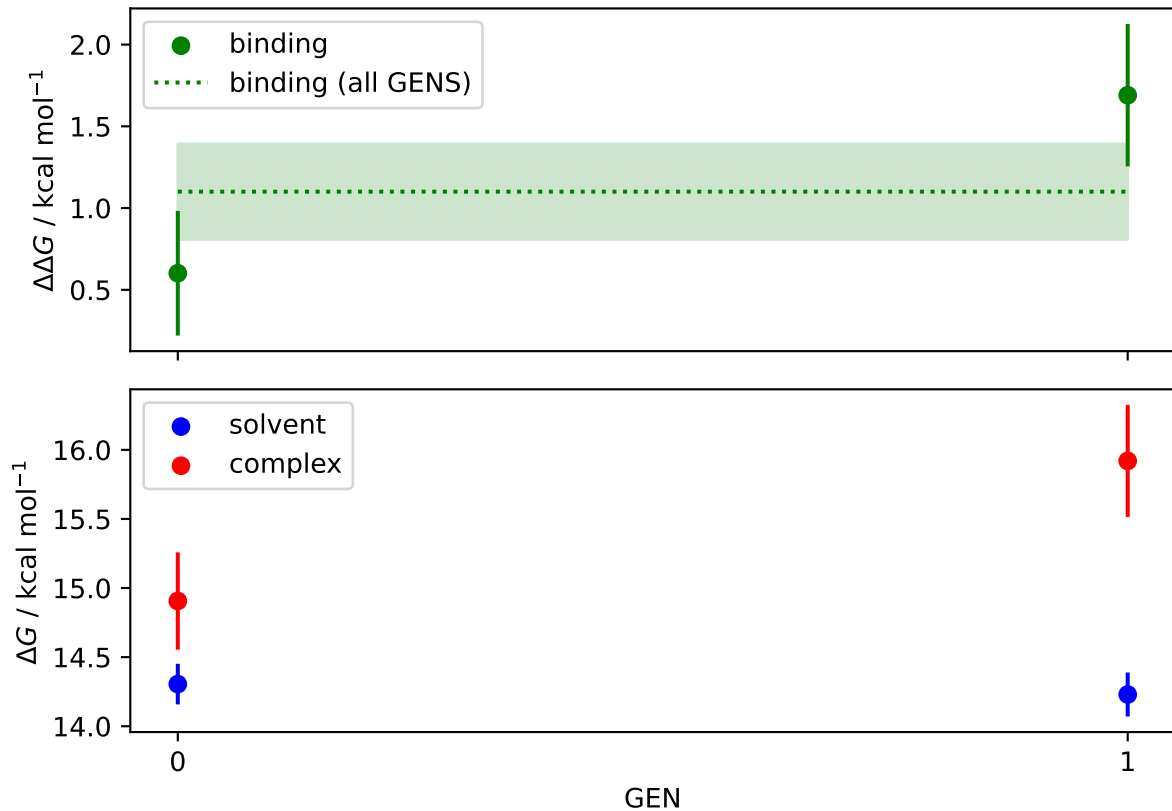 binding
binding (all GENS)
ΔΔG / kcal mol⁻¹
2.0
1.5
1.0
0.5
solvent
complex
ΔG / kcal mol⁻¹
16.0
15.5
15.0
14.5
14.0
0 1
GEN